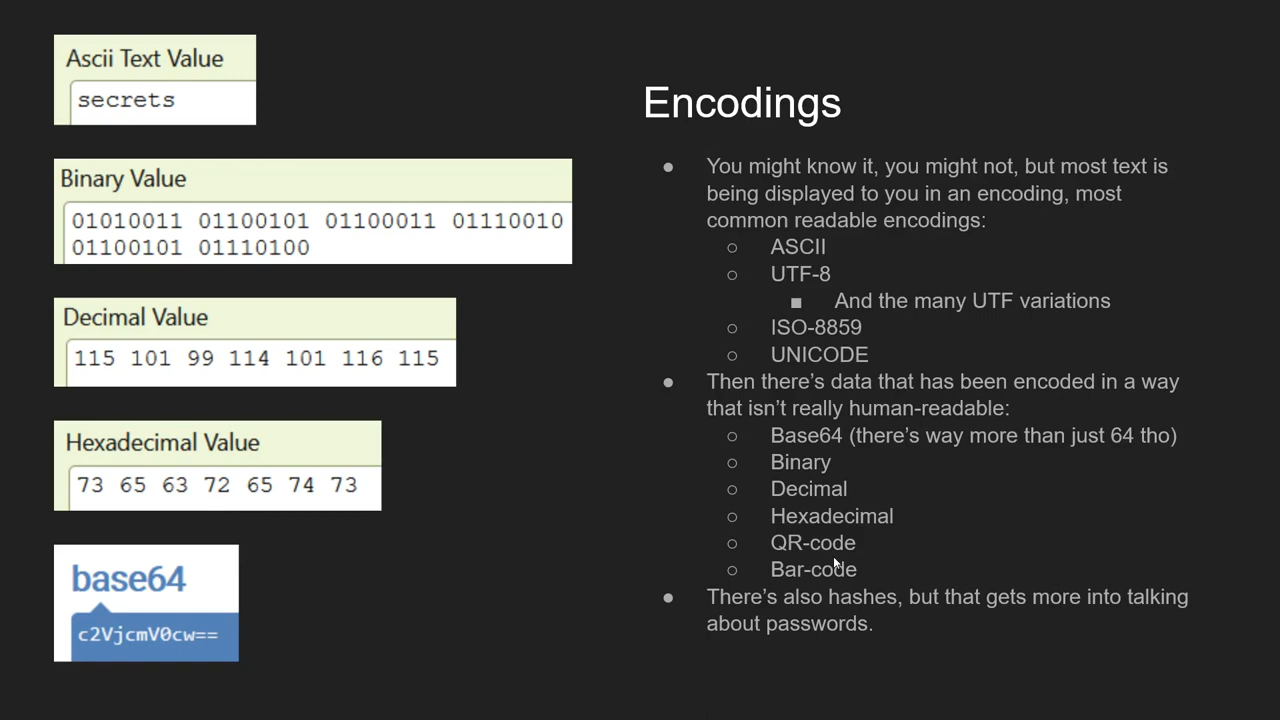 Ascii Text Value
secrets
Binary Value
01010011 01100101 01100011 01110010
01100101 01110100
Decimal Value
115 101 99 114 101 116 115
Hexadecimal Value
73 65 63 72 65 74 73
base64
c2VjcmV0cw==
Encodings
● You might know it, you might not, but most text is
being displayed to you in an encoding, most
common readable encodings:
○ ASCII
○ UTF-8
■ And the many UTF variations
○ ISO-8859
○ UNICODE
● Then there’s data that has been encoded in a way
that isn’t really human-readable:
○ Base64 (there’s way more than just 64 tho)
○ Binary
○ Decimal
○ Hexadecimal
○ QR-code
○ Bar-code
● There’s also hashes, but that gets more into talking
about passwords.